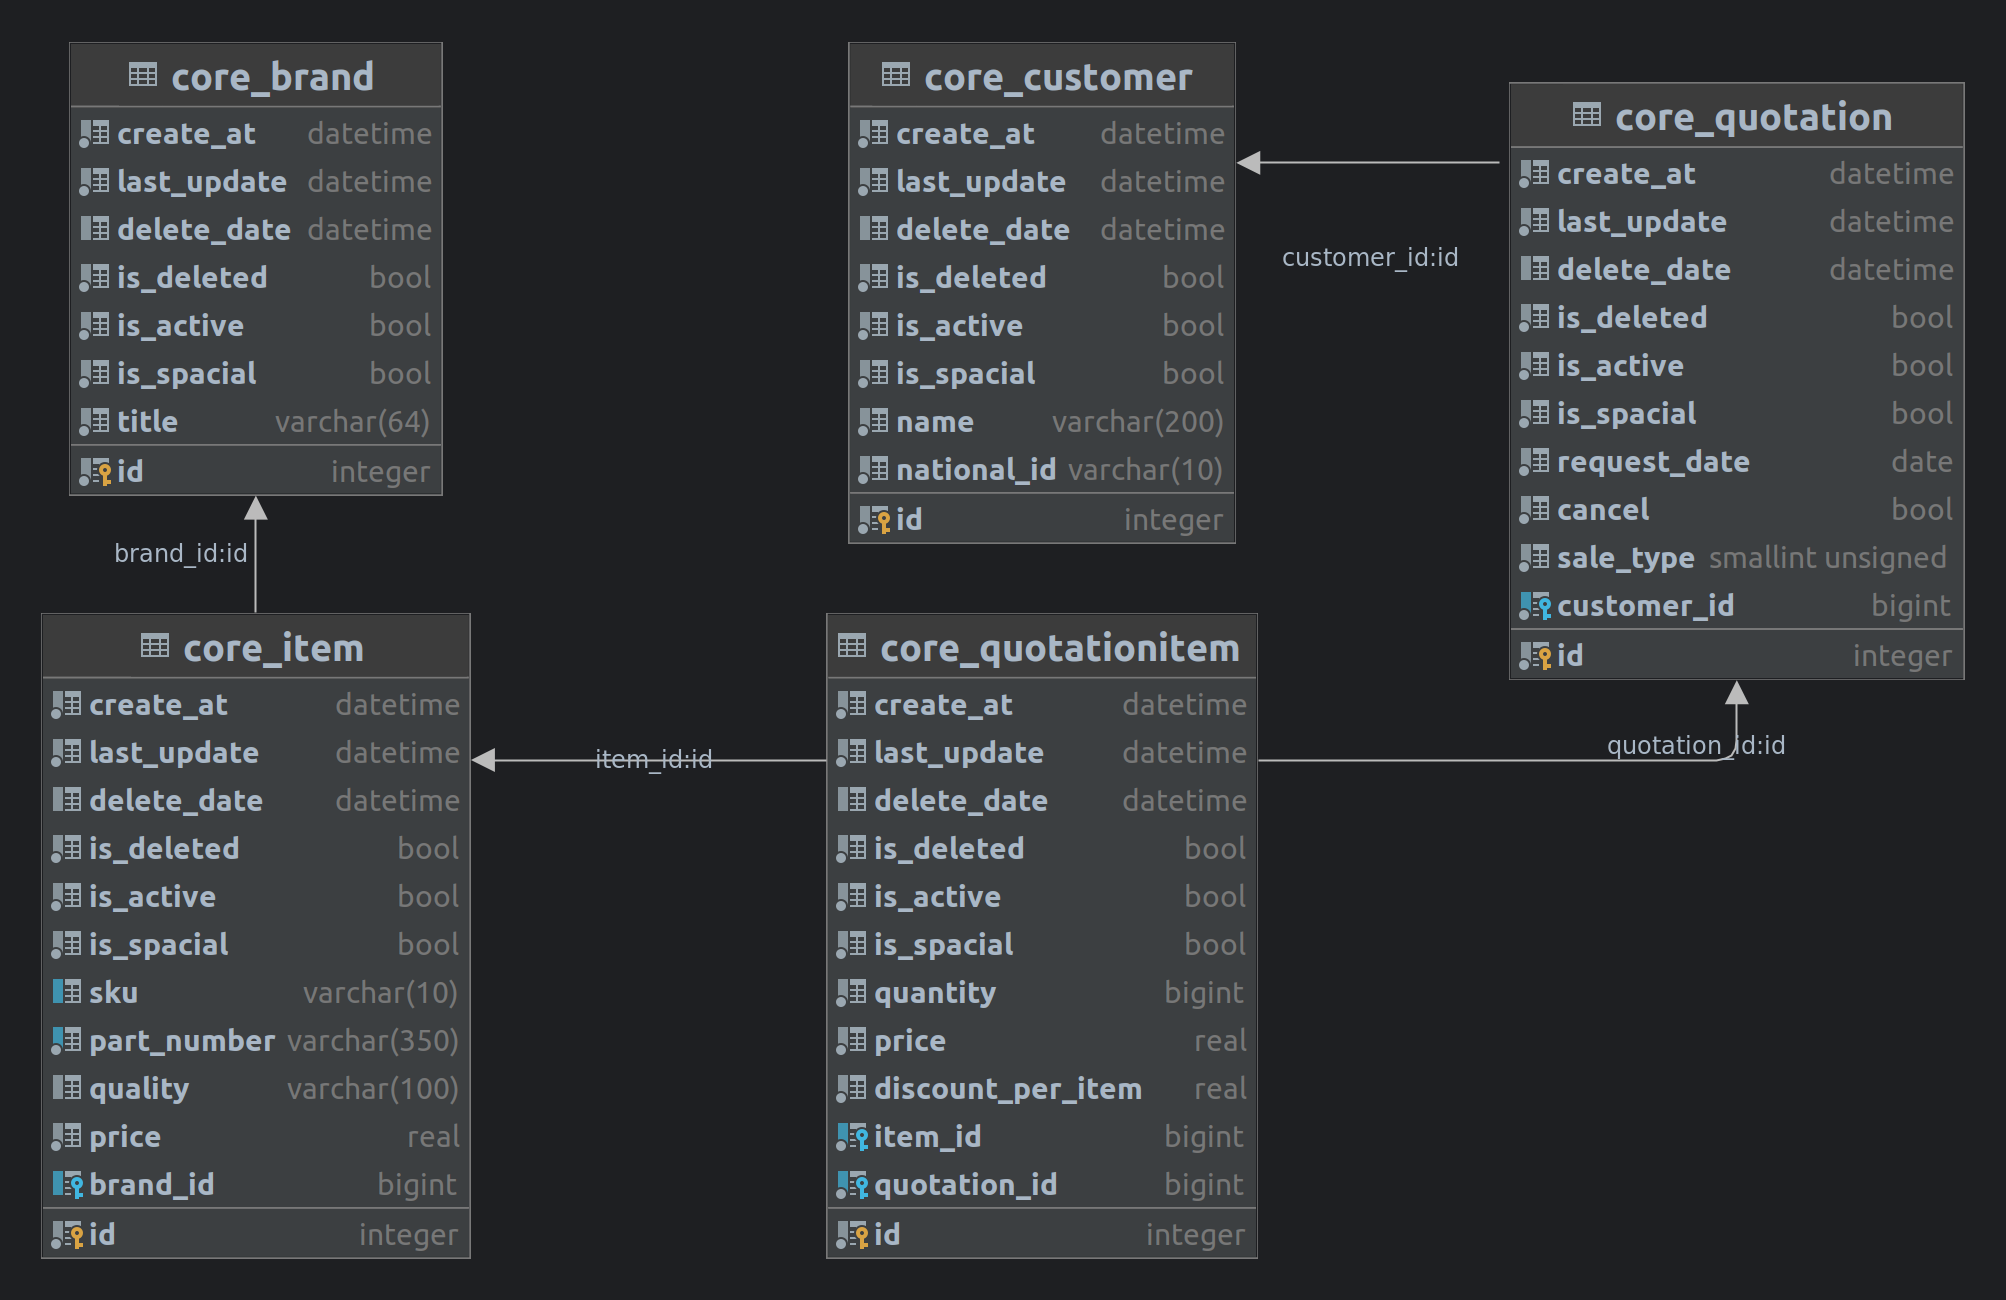 core_brand
create_at datetime
last_update datetime
delete_date datetime
is_deleted bool
is_active bool
is_spacial bool
title varchar(64)
id integer
brand_id:id
core_customer
create_at datetime
last_update datetime
delete_date datetime
is_deleted bool
is_active bool
is_spacial bool
name varchar(200)
national_id varchar(10)
id integer
customer_id:id
core_quotation
create_at datetime
last_update datetime
delete_date datetime
is_deleted bool
is_active bool
is_spacial bool
request_date date
cancel bool
sale_type smallint unsigned
customer_id bigint
id integer
core_item
create_at datetime
last_update datetime
delete_date datetime
is_deleted bool
is_active bool
is_spacial bool
sku varchar(10)
part_number varchar(350)
quality varchar(100)
price real
brand_id bigint
id integer
item_id:id
core_quotationitem
create_at datetime
last_update datetime
delete_date datetime
is_deleted bool
is_active bool
is_spacial bool
quantity bigint
price real
discount_per_item real
item_id bigint
quotation_id bigint
id integer
quotation_id:id